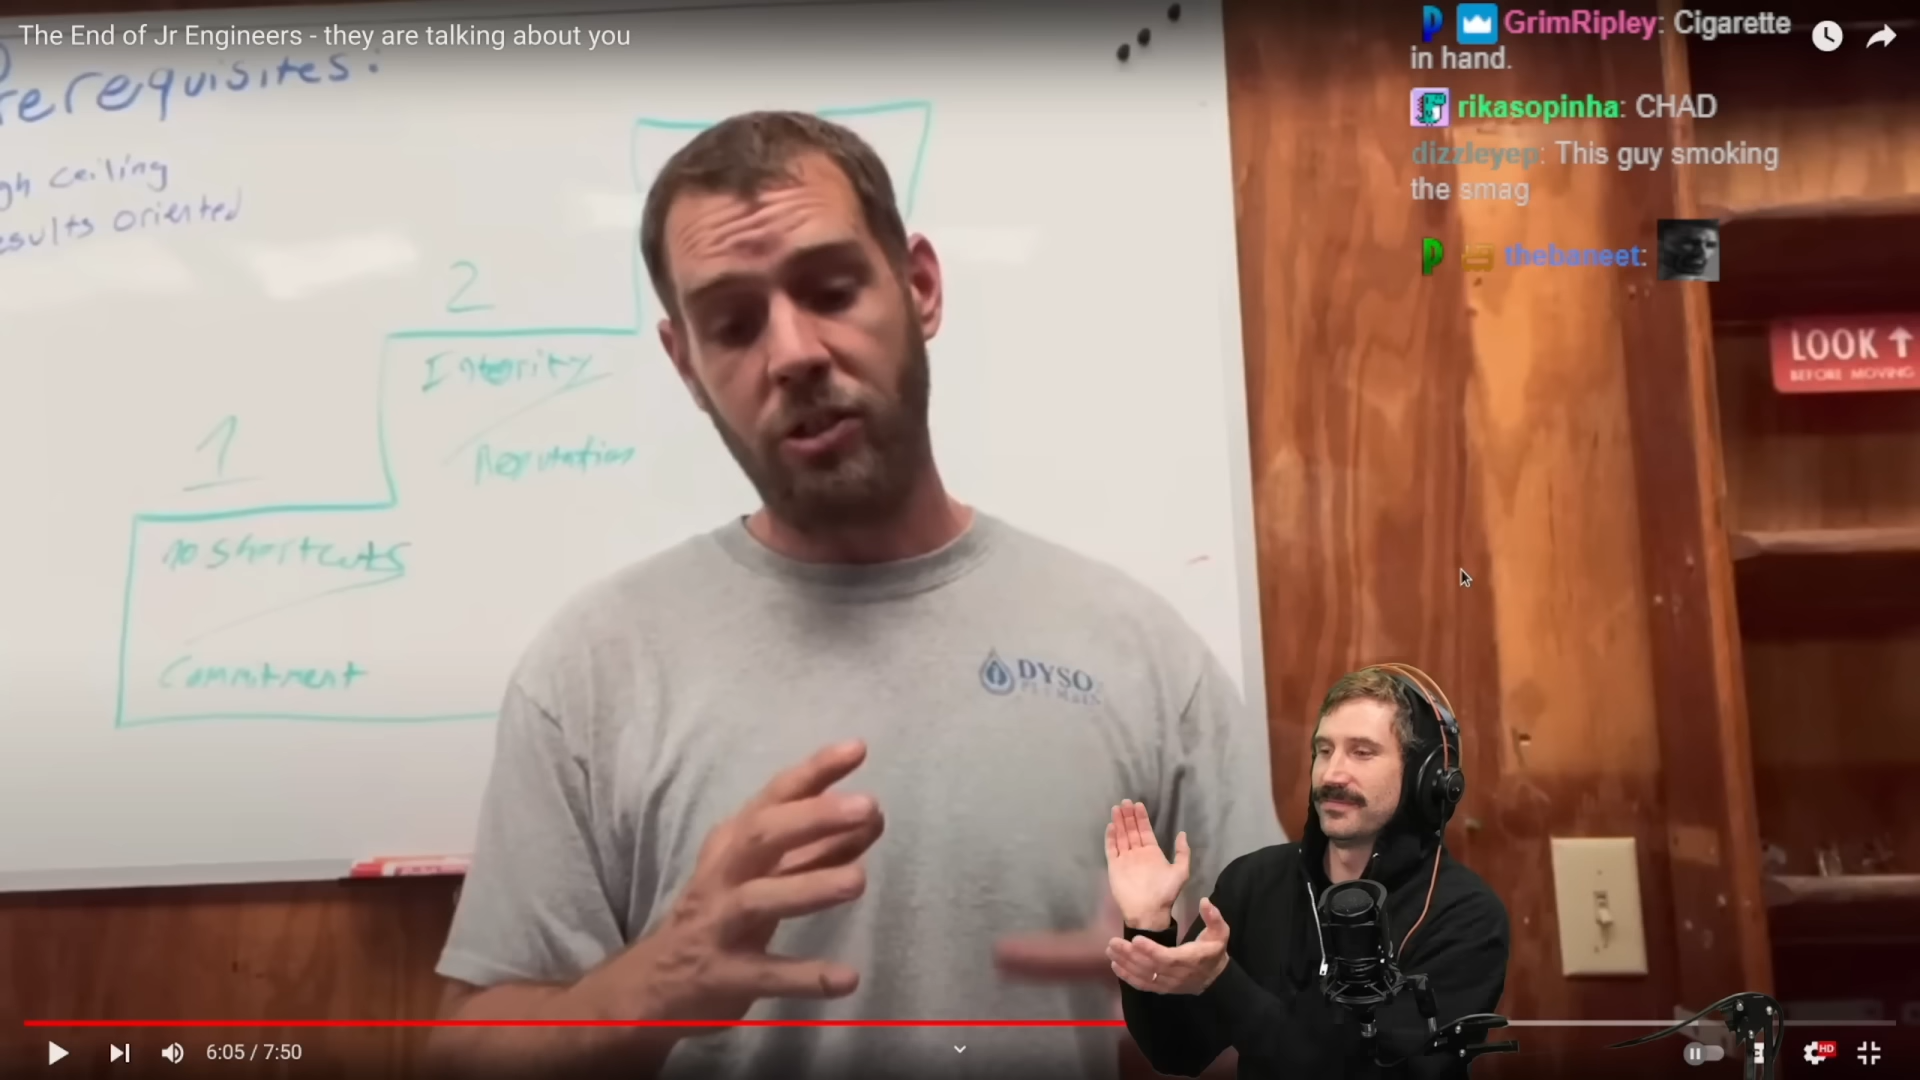 The End of Jr Engineers - they are talking about you
rerequisites:
gh ceiling
esults oriented
2
Integrity
Reputation
1
no shortcuts
Commitment
DYSO
GrimRipley: Cigarette
in hand.
rikasopinha: CHAD
dizzleyep: This guy smoking
the smag
thebaneet:
LOOK ↑
BEFORE MOVING
6:05 / 7:50
HD